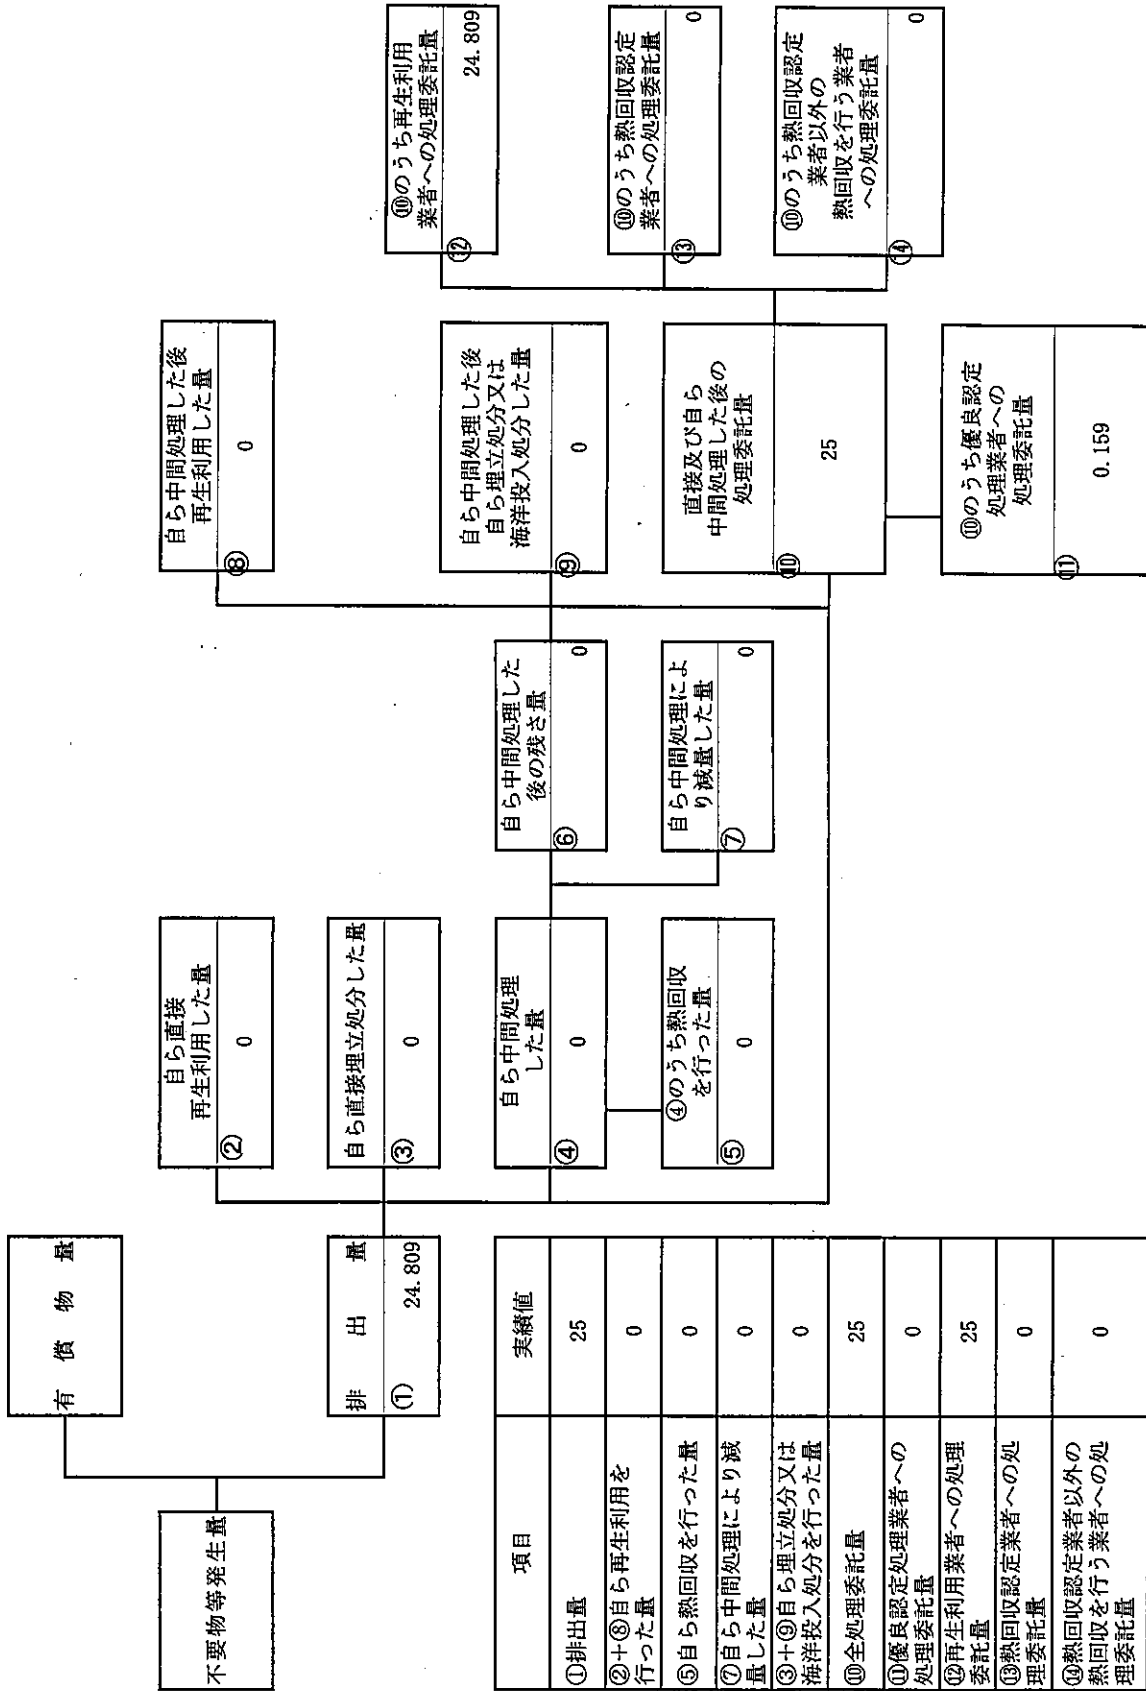 不要物等発生量
有償物量
排出量
① 24.809
自ら直接
再生利用した量
② 0
自ら直接埋立処分した量
③ 0
自ら中間処理
した量
④ 0
④のうち熱回収
を行った量
⑤ 0
自ら中間処理した
後の残さ量
⑥ 0
自ら中間処理によ
り減量した量
⑦ 0
自ら中間処理した後
再生利用した量
⑧ 0
自ら中間処理した後
自ら埋立処分又は
海洋投入処分した量
⑨ 0
直接及び自ら
中間処理した後の
処理委託量
⑩ 25
⑩のうち優良認定
処理業者への
処理委託量
⑪ 0.159
⑩のうち再生利用
業者への処理委託量
⑫ 24.809
⑩のうち熱回収認定
業者への処理委託量
⑬ 0
⑩のうち熱回収認定
業者以外の
熱回収を行う業者
への処理委託量
⑭ 0
項目 実績値
①排出量 25
②+⑧自ら再生利用を
行った量 0
⑤自ら熱回収を行った量 0
⑦自ら中間処理により減
量した量 0
③+⑨自ら埋立処分又は
海洋投入処分を行った量 0
⑩全処理委託量 25
⑪優良認定処理業者への
処理委託量 0
⑫再生利用業者への処理
委託量 25
⑬熱回収認定業者への処
理委託量 0
⑭熱回収認定業者以外の
熱回収を行う業者への処
理委託量 0